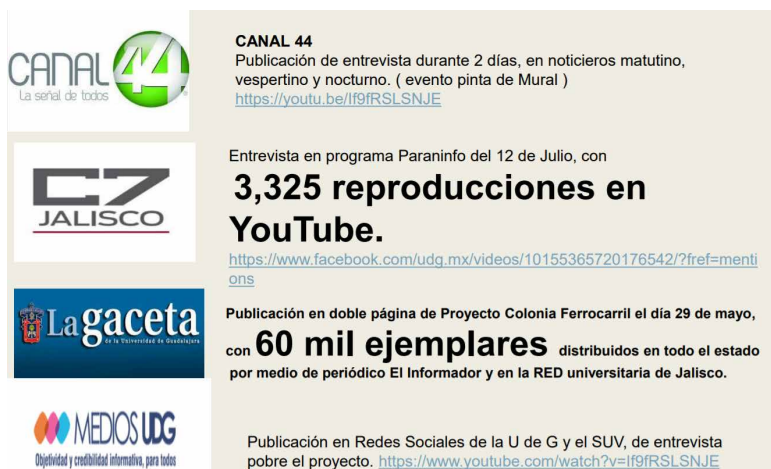 CANAL 44
La señal de todos
CANAL 44
Publicación de entrevista durante 2 días, en noticieros matutino,
vespertino y nocturno. ( evento pinta de Mural )
https://youtu.be/If9fRSLSNJE
C7
JALISCO
Entrevista en programa Paraninfo del 12 de Julio, con
3,325 reproducciones en
YouTube.
https://www.facebook.com/udg.mx/videos/10155365720176542/?fref=menti
ons
La gaceta
de la Universidad de Guadalajara
Publicación en doble página de Proyecto Colonia Ferrocarril el día 29 de mayo,
con 60 mil ejemplares distribuidos en todo el estado
por medio de periódico El Informador y en la RED universitaria de Jalisco.
MEDIOS UDG
Objetividad y credibilidad informativa, para todos
Publicación en Redes Sociales de la U de G y el SUV, de entrevista
pobre el proyecto. https://www.youtube.com/watch?v=If9fRSLSNJE